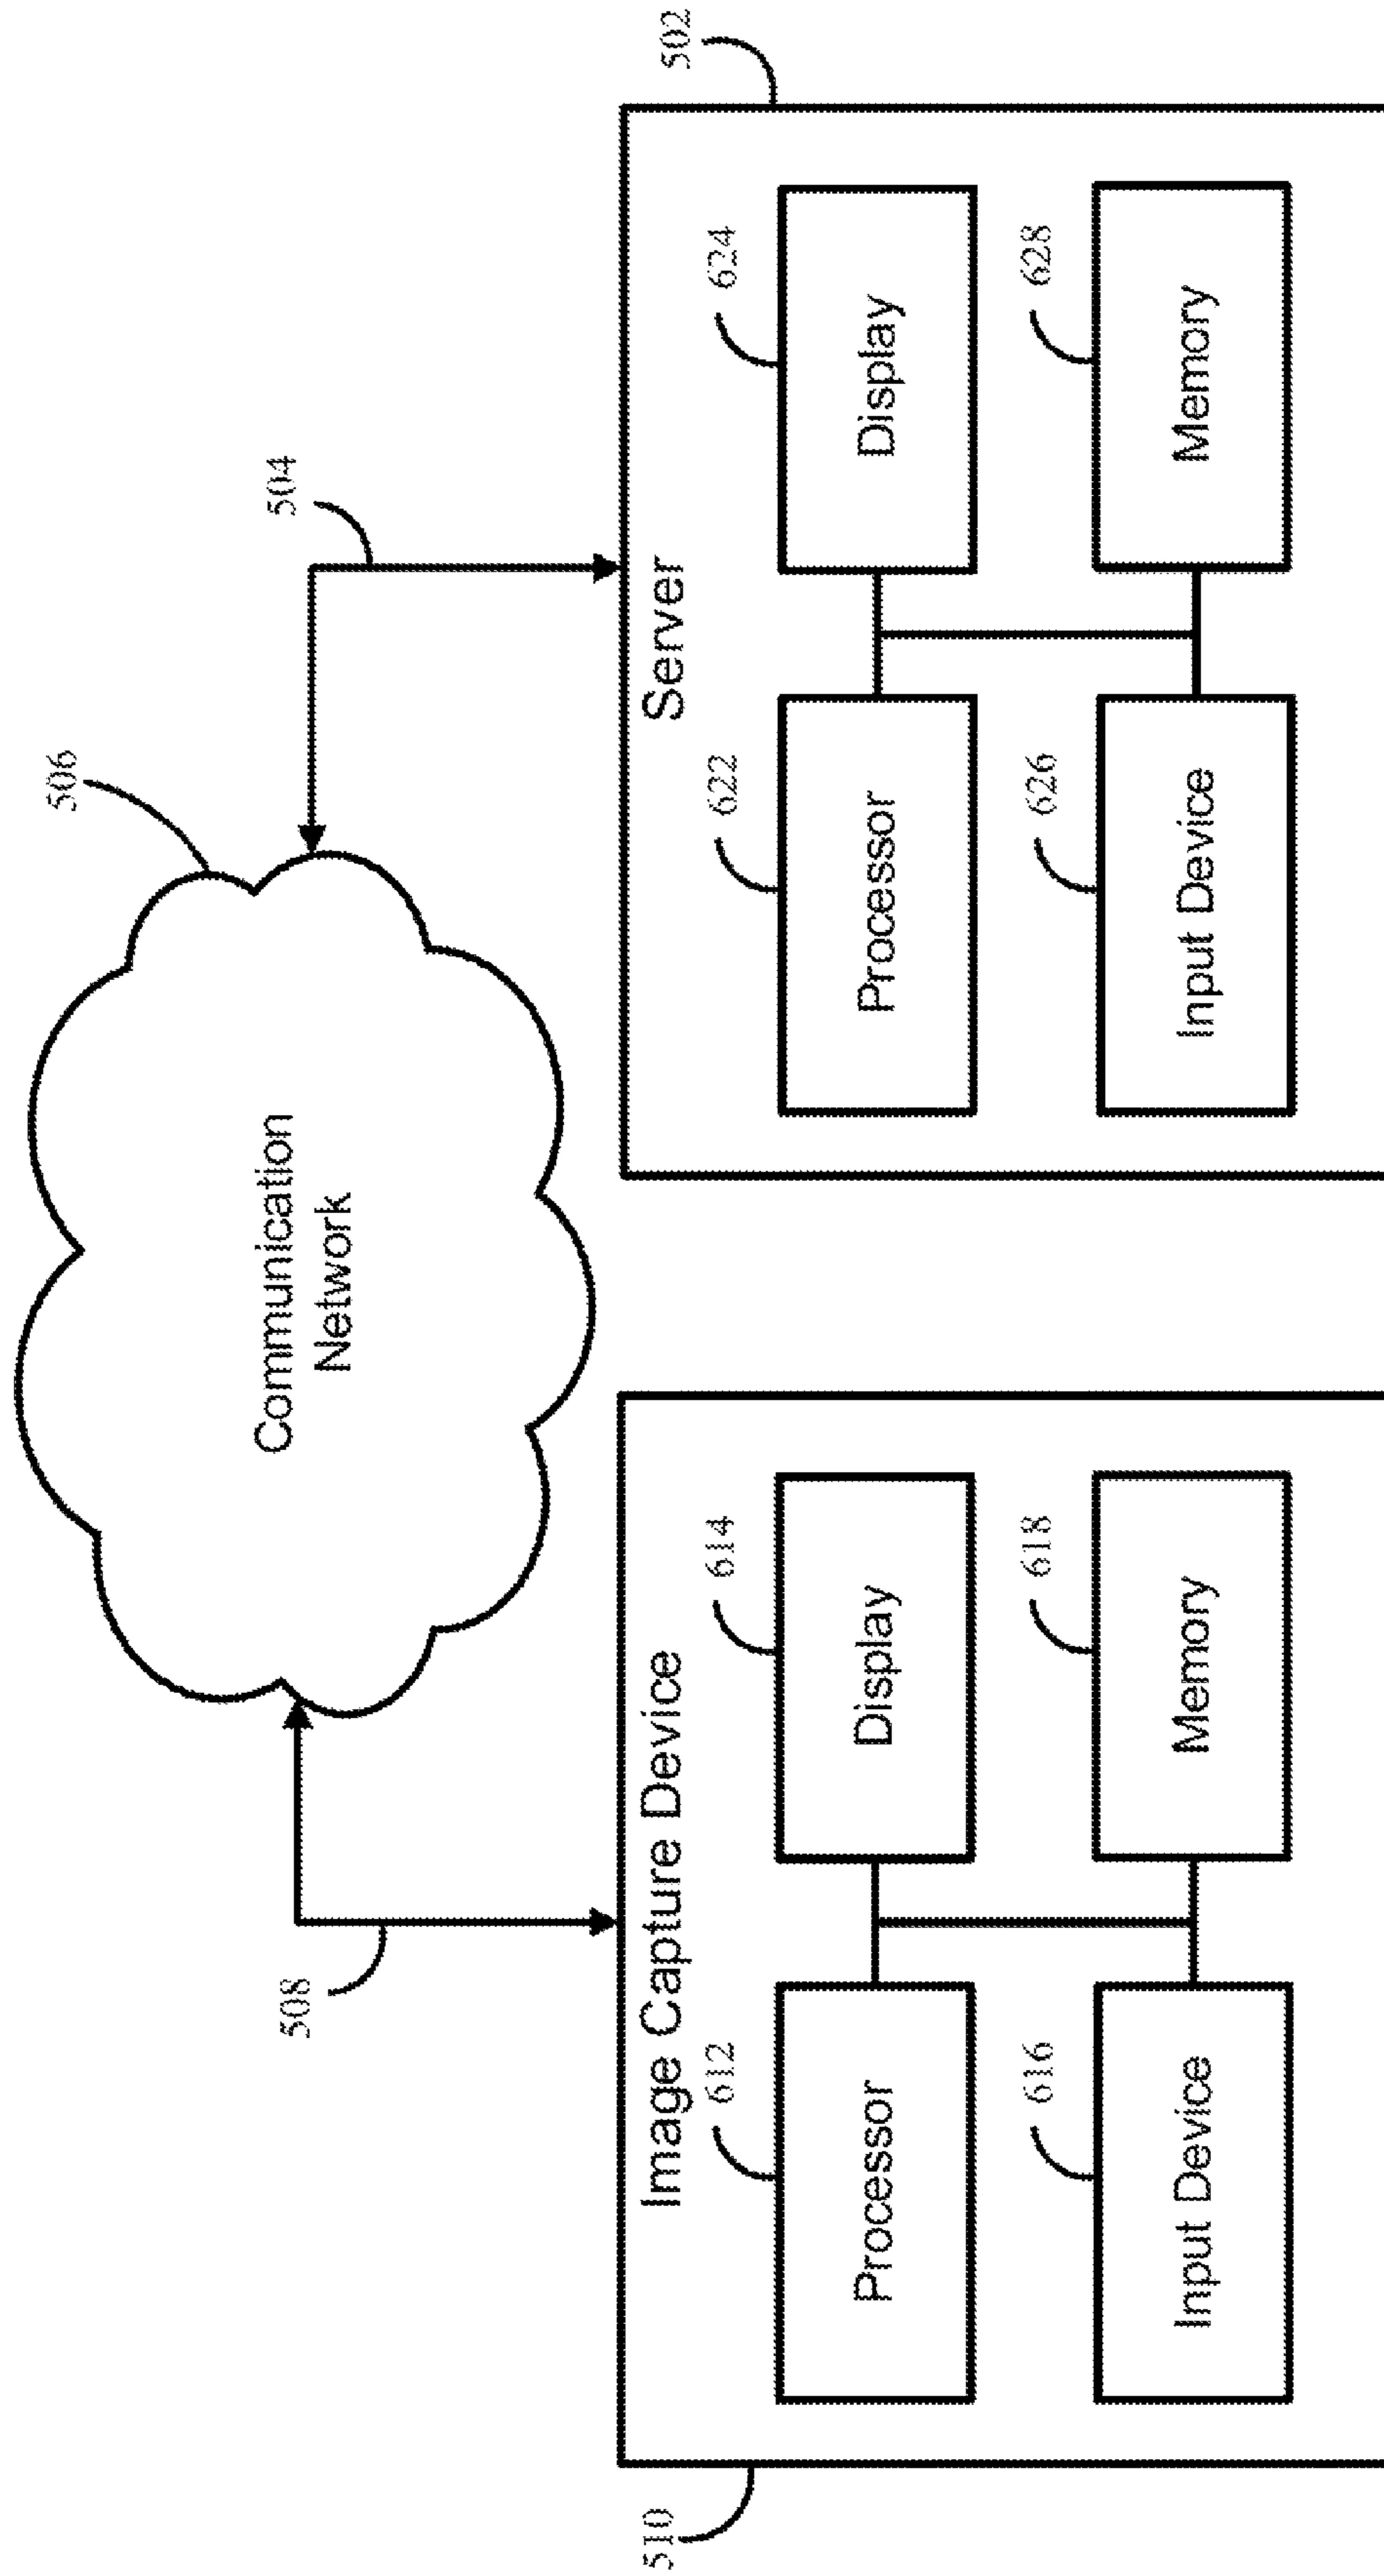 506
Communication
Network
504
508
510
Image Capture Device
612
Processor
614
Display
616
Input Device
618
Memory
502
Server
622
Processor
624
Display
626
Input Device
628
Memory